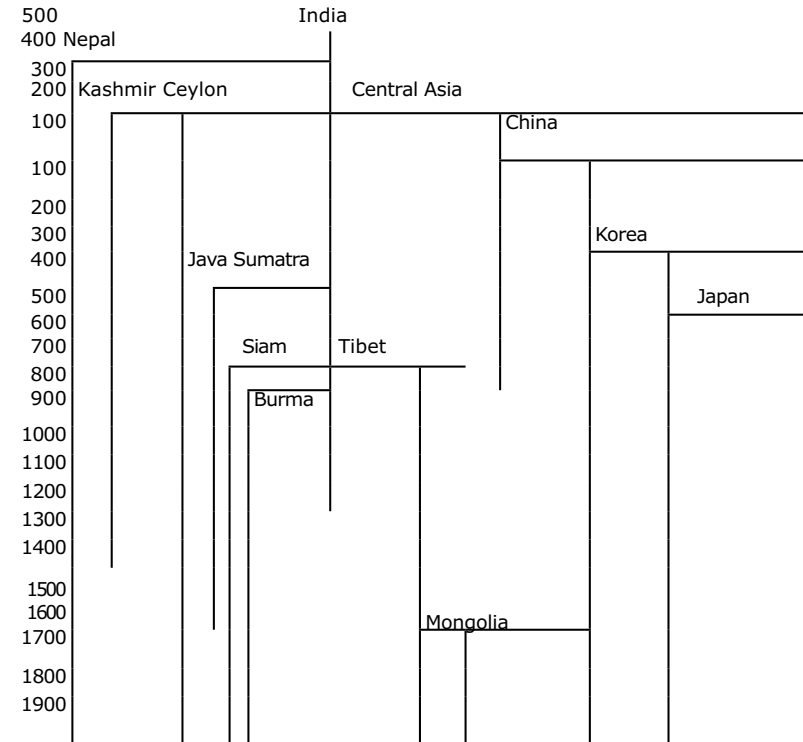 500 India
400 Nepal
300
200 Kashmir Ceylon Central Asia
100 China
100
200
300 Korea
400 Java Sumatra
500 Japan
600
700 Siam Tibet
800
900 Burma
1000
1100
1200
1300
1400
1500
1600
Mongolia
1700
1800
1900